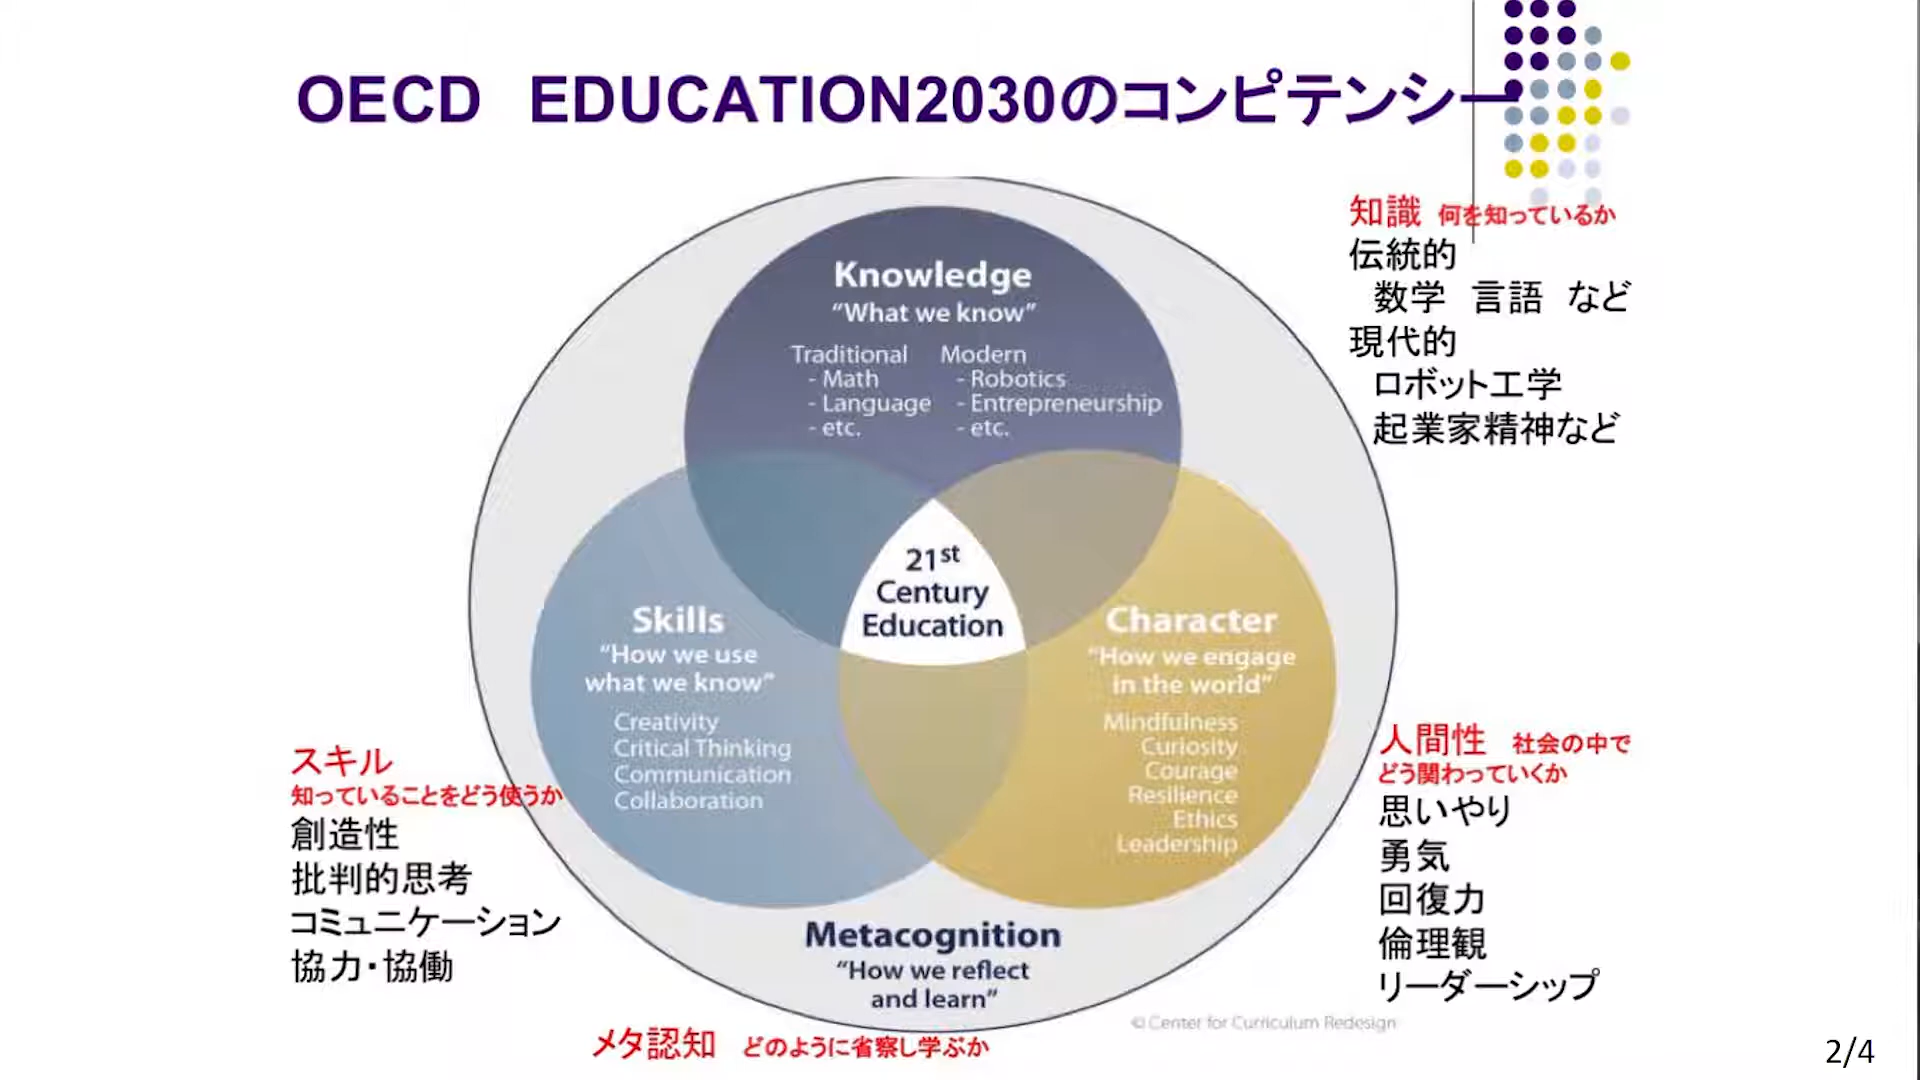 OECD　EDUCATION2030のコンピテンシー
Knowledge
“What we know”
Traditional
- Math
- Language
- etc.
Modern
- Robotics
- Entrepreneurship
- etc.
知識　何を知っているか
伝統的
数学　言語　など
現代的
ロボット工学
起業家精神など
21st
Century
Education
Skills
“How we use
what we know”
Creativity
Critical Thinking
Communication
Collaboration
Character
“How we engage
in the world”
Mindfulness
Curiosity
Courage
Resilience
Ethics
Leadership
スキル
知っていることをどう使うか
創造性
批判的思考
コミュニケーション
協力・協働
人間性　社会の中で
どう関わっていくか
思いやり
勇気
回復力
倫理観
リーダーシップ
Metacognition
“How we reflect
and learn”
© Center for Curriculum Redesign
メタ認知　どのように省察し学ぶか
2/4